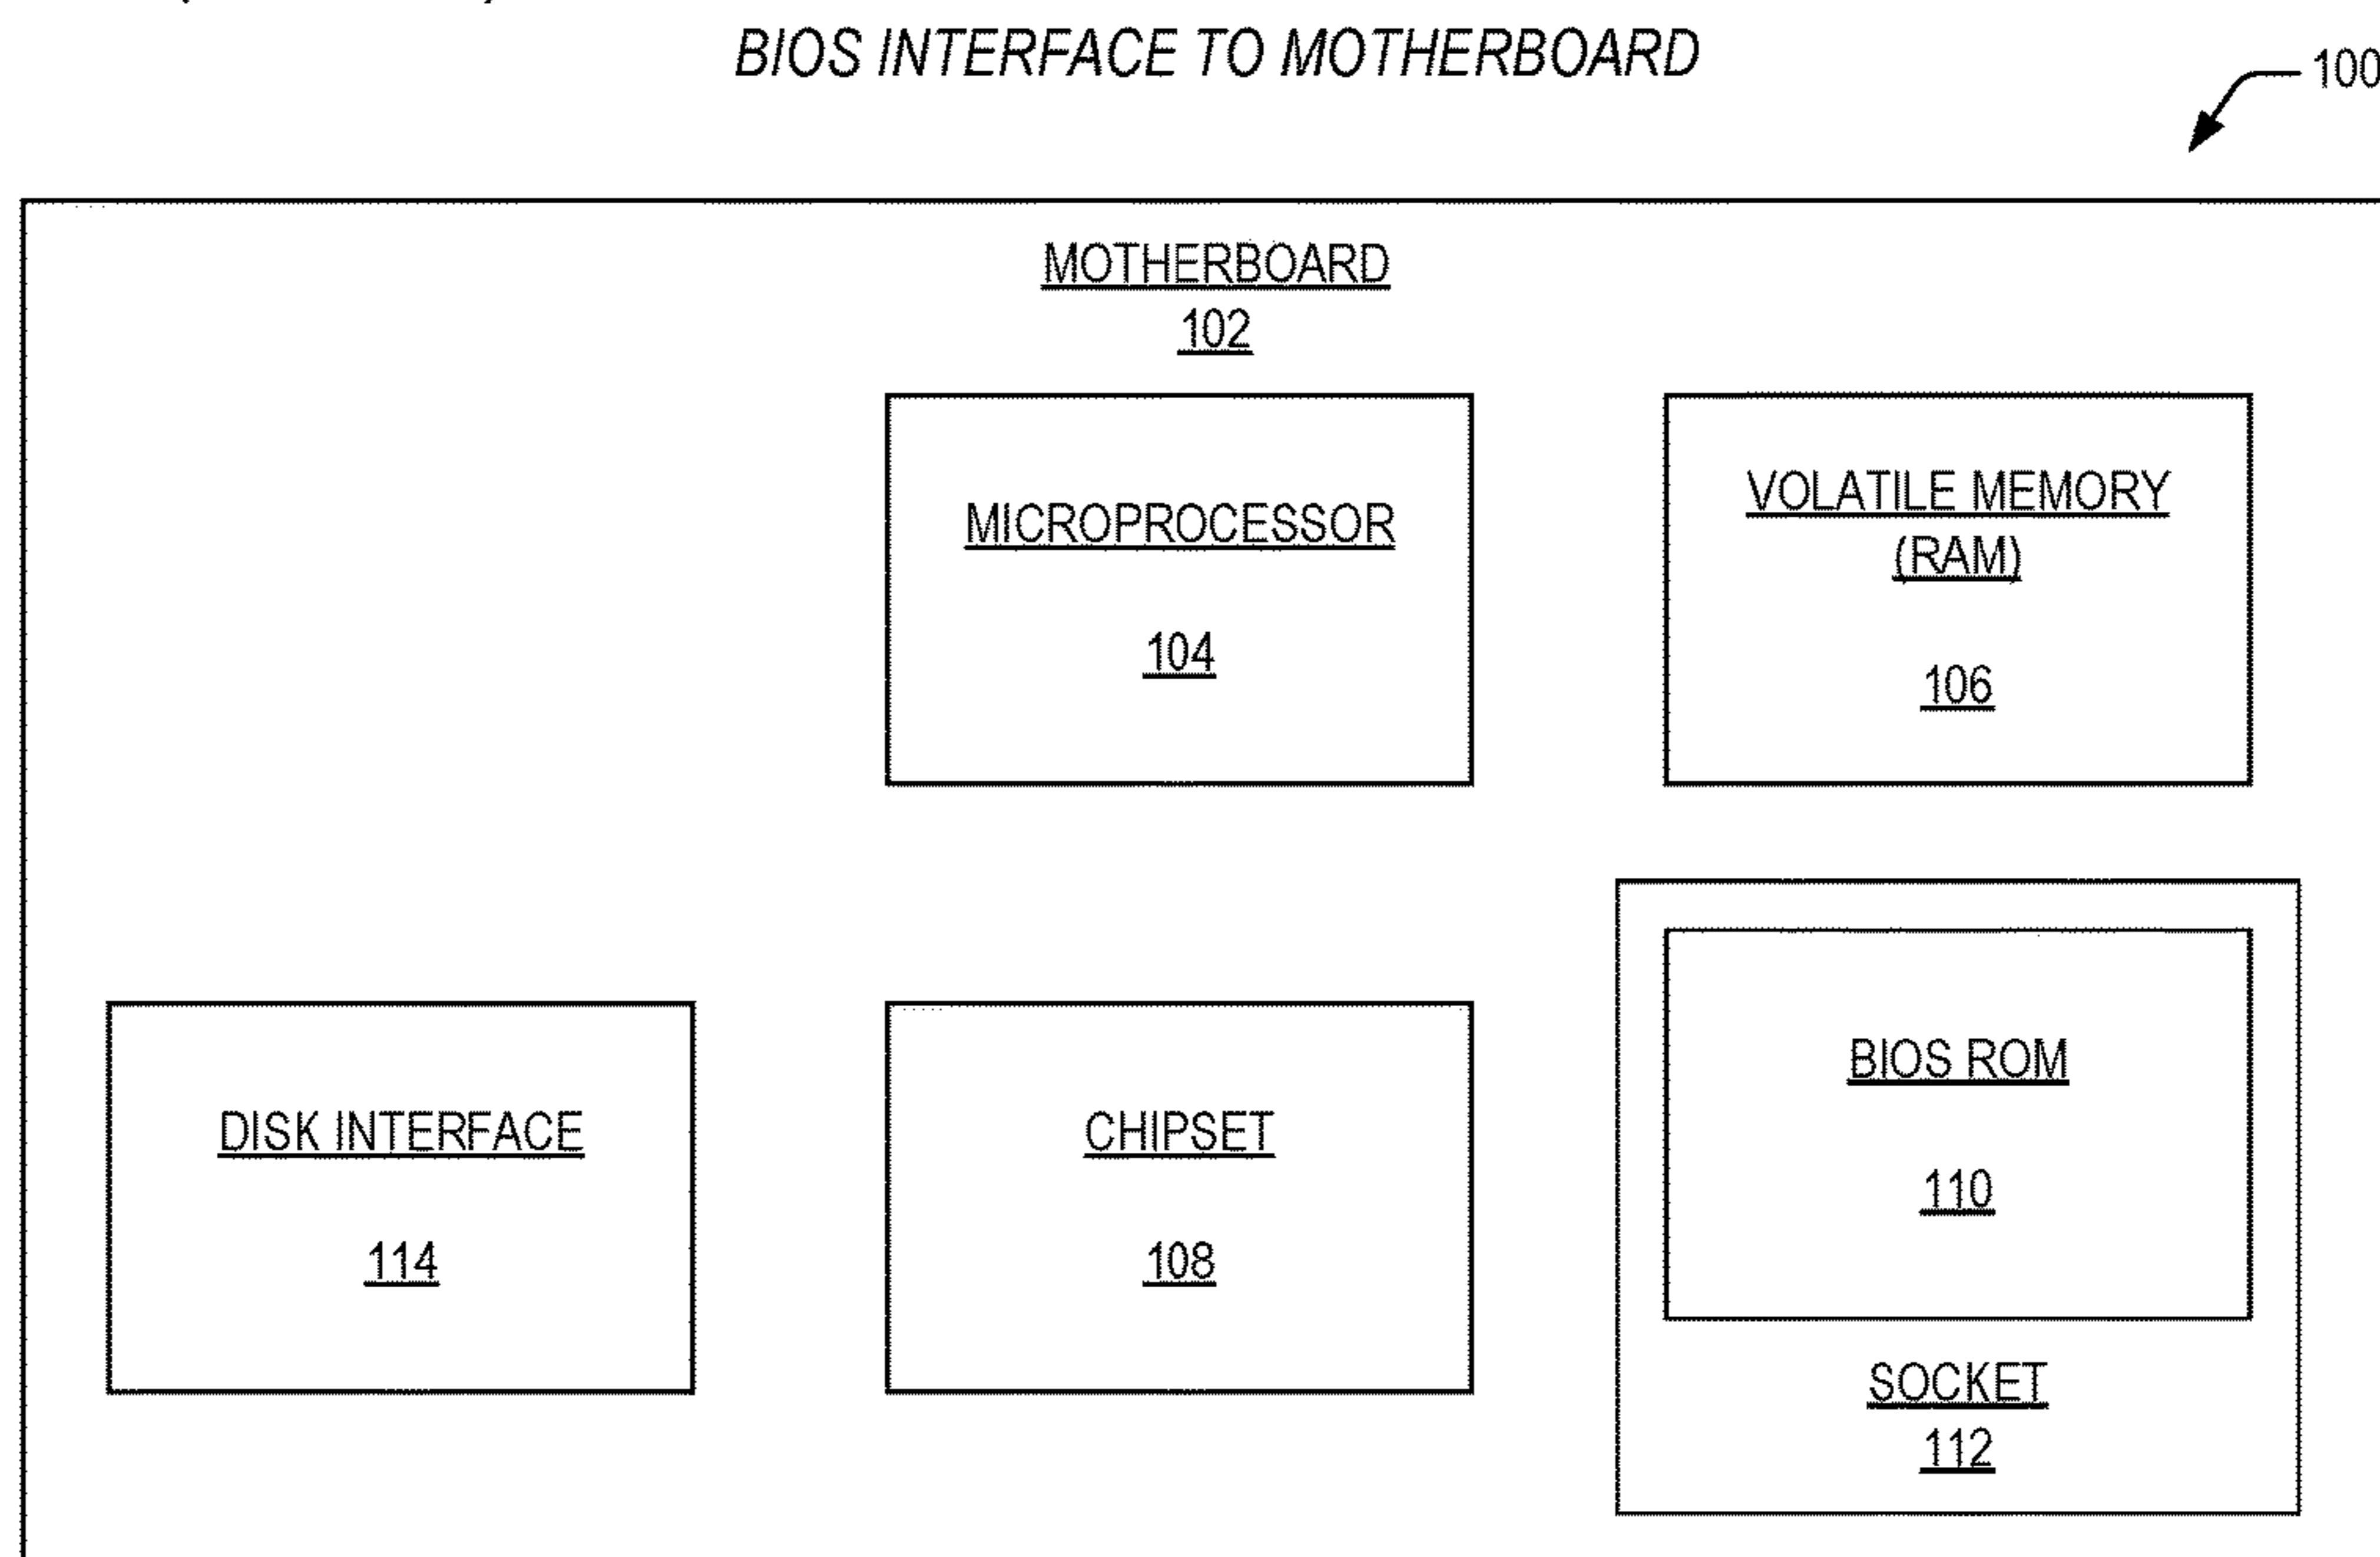 BIOS INTERFACE TO MOTHERBOARD
100
MOTHERBOARD
102
MICROPROCESSOR
104
VOLATILE MEMORY
(RAM)
106
DISK INTERFACE
114
CHIPSET
108
BIOS ROM
110
SOCKET
112